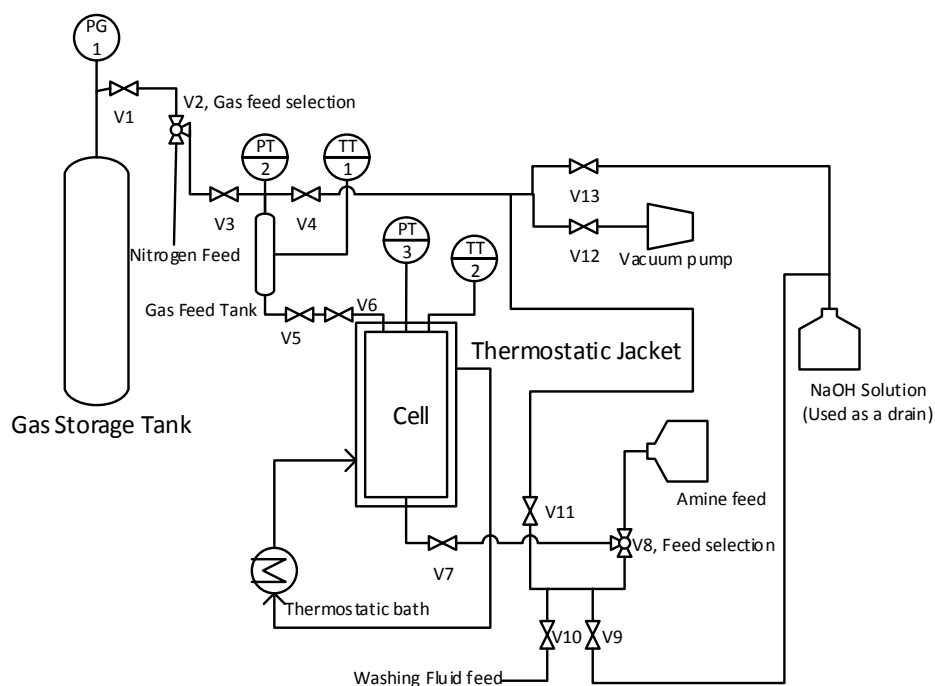 PG
1
V2, Gas feed selection
V1
PT
2
TT
1
V13
V3
V4
PT
3
TT
2
V12
Nitrogen Feed
Vacuum pump
Gas Feed Tank
V6
V5
Thermostatic Jacket
NaOH Solution
(Used as a drain)
Gas Storage Tank
Cell
Amine feed
V11
V8, Feed selection
V7
Thermostatic bath
V10
V9
Washing Fluid feed